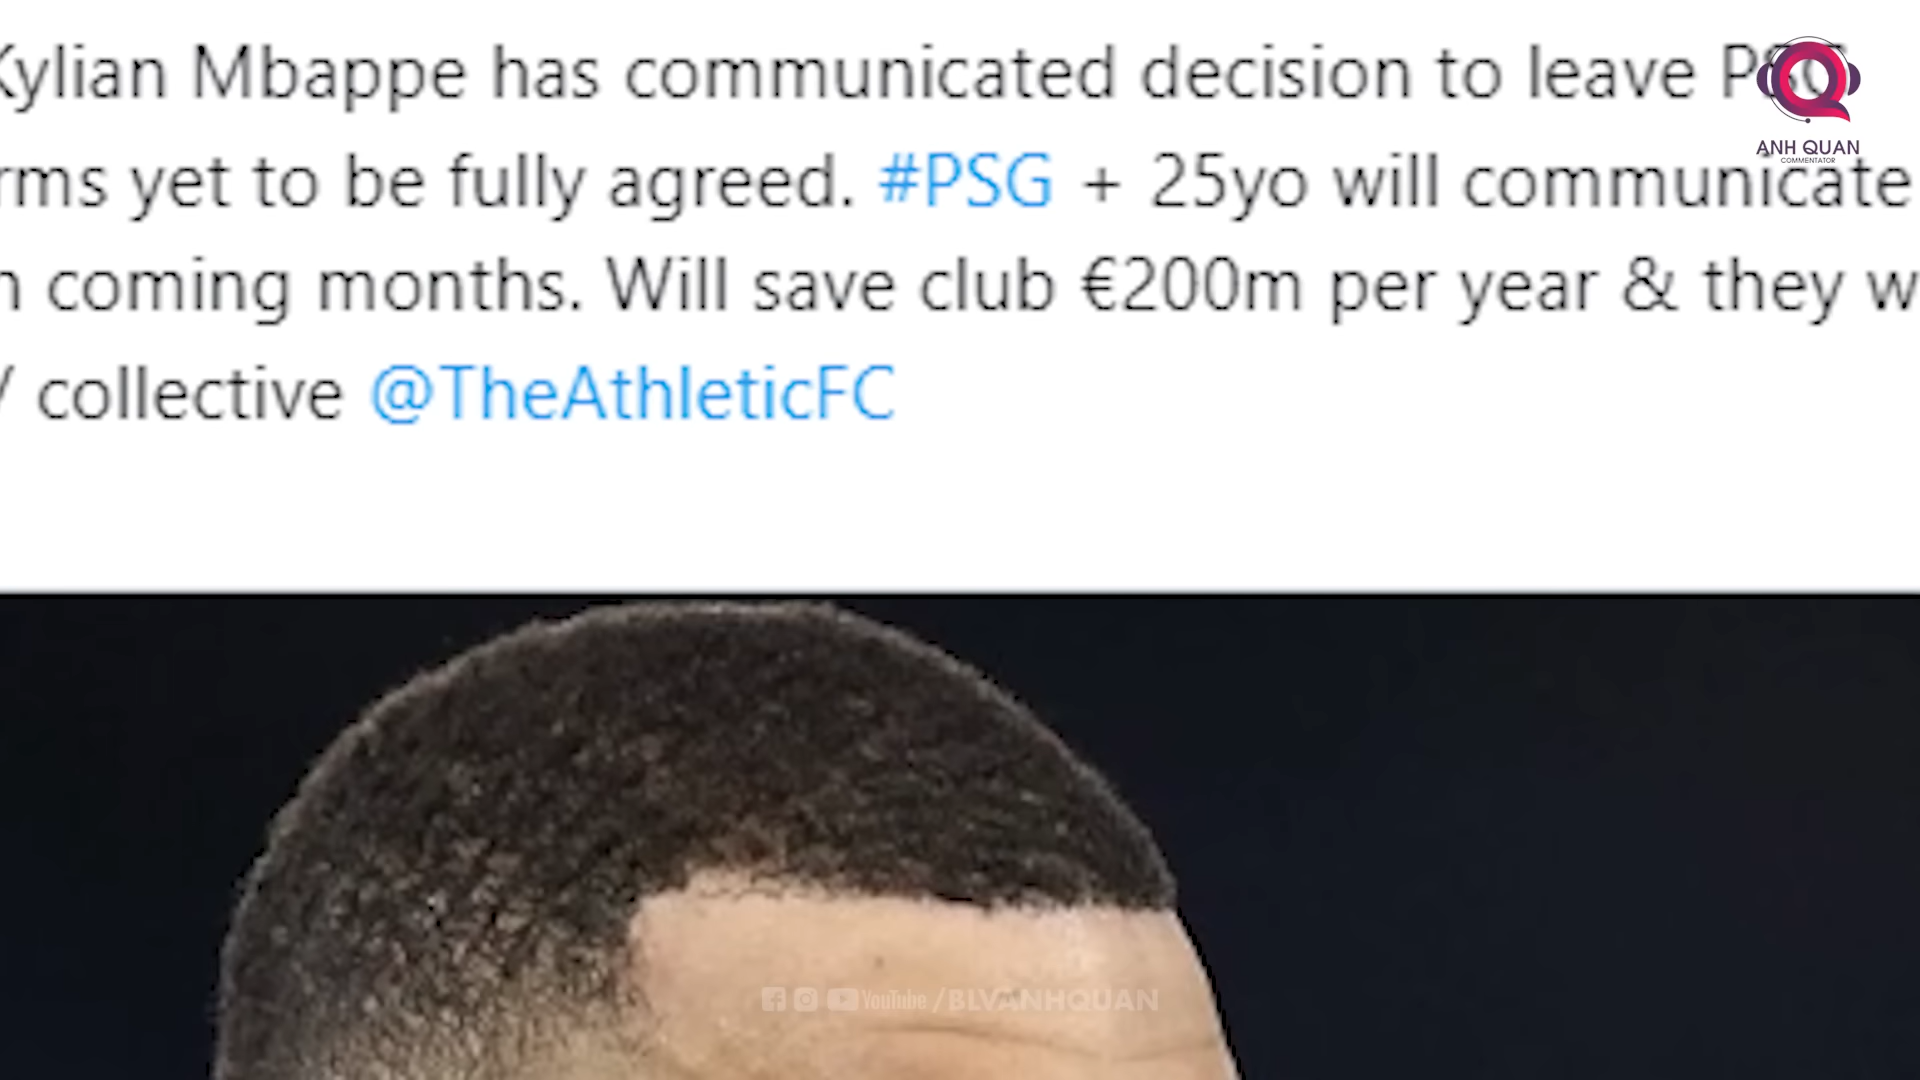 Kylian Mbappe has communicated decision to leave PSG
yet to be fully agreed. #PSG + 25yo will communicate
coming months. Will save club €200m per year & they
collective @TheAthleticFC
ANH QUAN
COMMENTATOR
YouTube /BLVANHQUAN